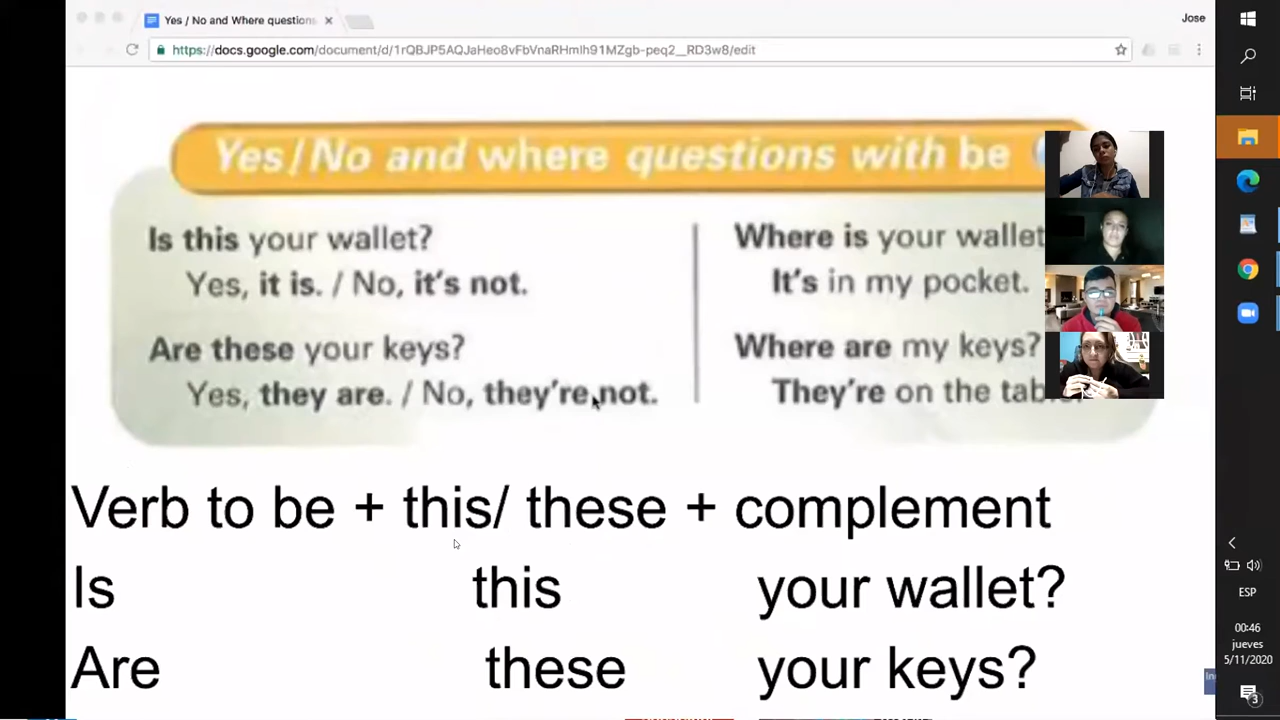 Yes / No and Where questions
Jose
https://docs.google.com/document/d/1rQBJP5AQJaHeo8vFbVnaRHmIh91MZgb-peq2__RD3w8/edit
Yes/No and where questions with be
Is this your wallet?
Yes, it is. / No, it's not.
Are these your keys?
Yes, they are. / No, they're not.
Where is your wallet
It's in my pocket.
Where are my keys?
They're on the
Verb to be + this/ these + complement
Is this your wallet?
Are these your keys?
ESP
00:46
jueves
5/11/2020
3